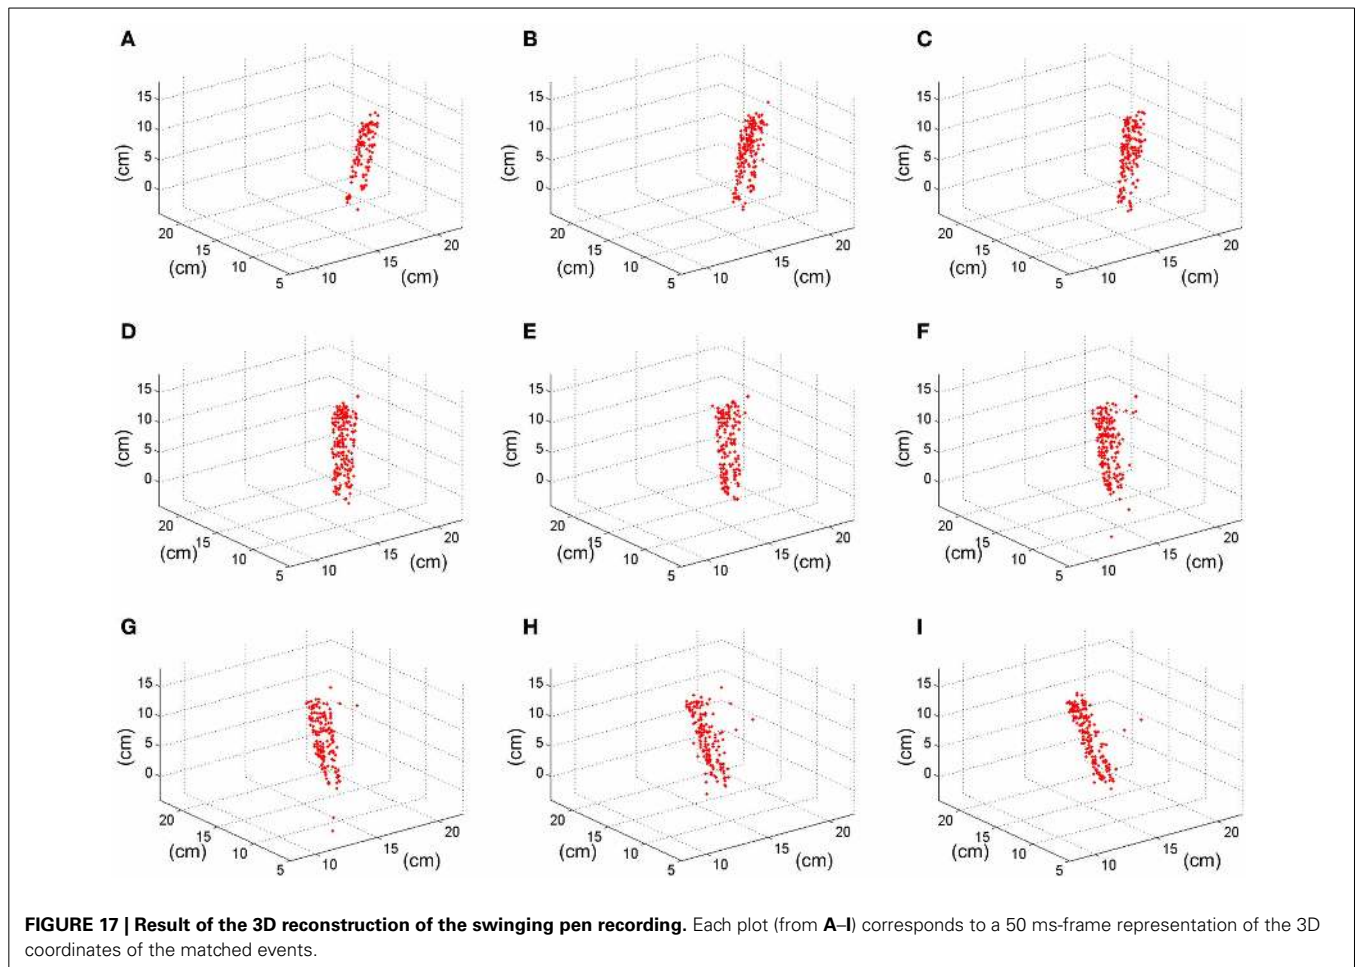 A
B
C
15
10
5
0
(cm)
20
15
10
5
(cm)
10
15
20
(cm)
15
10
5
0
(cm)
20
15
10
5
(cm)
10
15
20
(cm)
15
10
5
0
(cm)
20
15
10
5
(cm)
10
15
20
(cm)
D
E
F
15
10
5
0
(cm)
20
15
10
5
(cm)
10
15
20
(cm)
15
10
5
0
(cm)
20
15
10
5
(cm)
10
15
20
(cm)
15
10
5
0
(cm)
20
15
10
5
(cm)
10
15
20
(cm)
G
H
I
15
10
5
0
(cm)
20
15
10
5
(cm)
10
15
20
(cm)
15
10
5
0
(cm)
20
15
10
5
(cm)
10
15
20
(cm)
15
10
5
0
(cm)
20
15
10
5
(cm)
10
15
20
(cm)
FIGURE 17 | Result of the 3D reconstruction of the swinging pen recording. Each plot (from A–I) corresponds to a 50 ms-frame representation of the 3D
coordinates of the matched events.